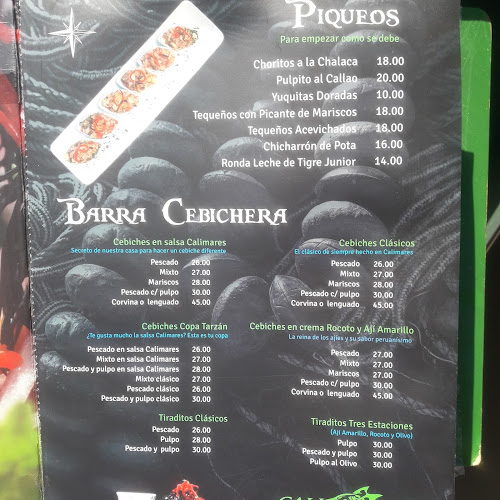 PIQUEOS
Para empezar como se debe
Choritos a la Chalaca 18.00
Pulpito al Callao 20.00
Yuquitas Doradas 10.00
Tequeños con Picante de Mariscos 18.00
Tequeños Acevichados 18.00
Chicharrón de Pota 16.00
Ronda Leche de Tigre Junior 14.00
BARRA CEBICHERA
Cebiches en salsa Calimares
Secreto de nuestra casa para hacer un cebiche diferente
Pescado 26.00
Mixto 27.00
Mariscos 28.00
Pescado c/ pulpo 30.00
Corvina o lenguado 45.00
Cebiches Clásicos
El clásico de siempre hecho en Calimares
Pescado 26.00
Mixto 27.00
Mariscos 28.00
Pescado c/ pulpo 30.00
Corvina o lenguado 45.00
Cebiches Copa Tarzán
¿Te gusta mucho la salsa Calimares? Esta es tu copa
Pescado en salsa Calimares 26.00
Mixto en salsa Calimares 27.00
Pescado y pulpo en salsa Calimares 28.00
Mixto clásico 27.00
Pescado clásico 26.00
Pescado y pulpo clásico 30.00
Cebiches en crema Rocoto y Ají Amarillo
La reina de los ajíes y su sabor peruanísimo
Pescado 27.00
Mixto 27.00
Mariscos 27.00
Pescado c/ pulpo 30.00
Corvina o lenguado 45.00
Tiraditos Clásicos
Pescado 26.00
Pulpo 28.00
Pescado y pulpo 30.00
Tiraditos Tres Estaciones
(Ají Amarillo, Rocoto y Olivo)
Pulpo 30.00
Pescado y pulpo 30.00
Pulpo al Olivo 30.00